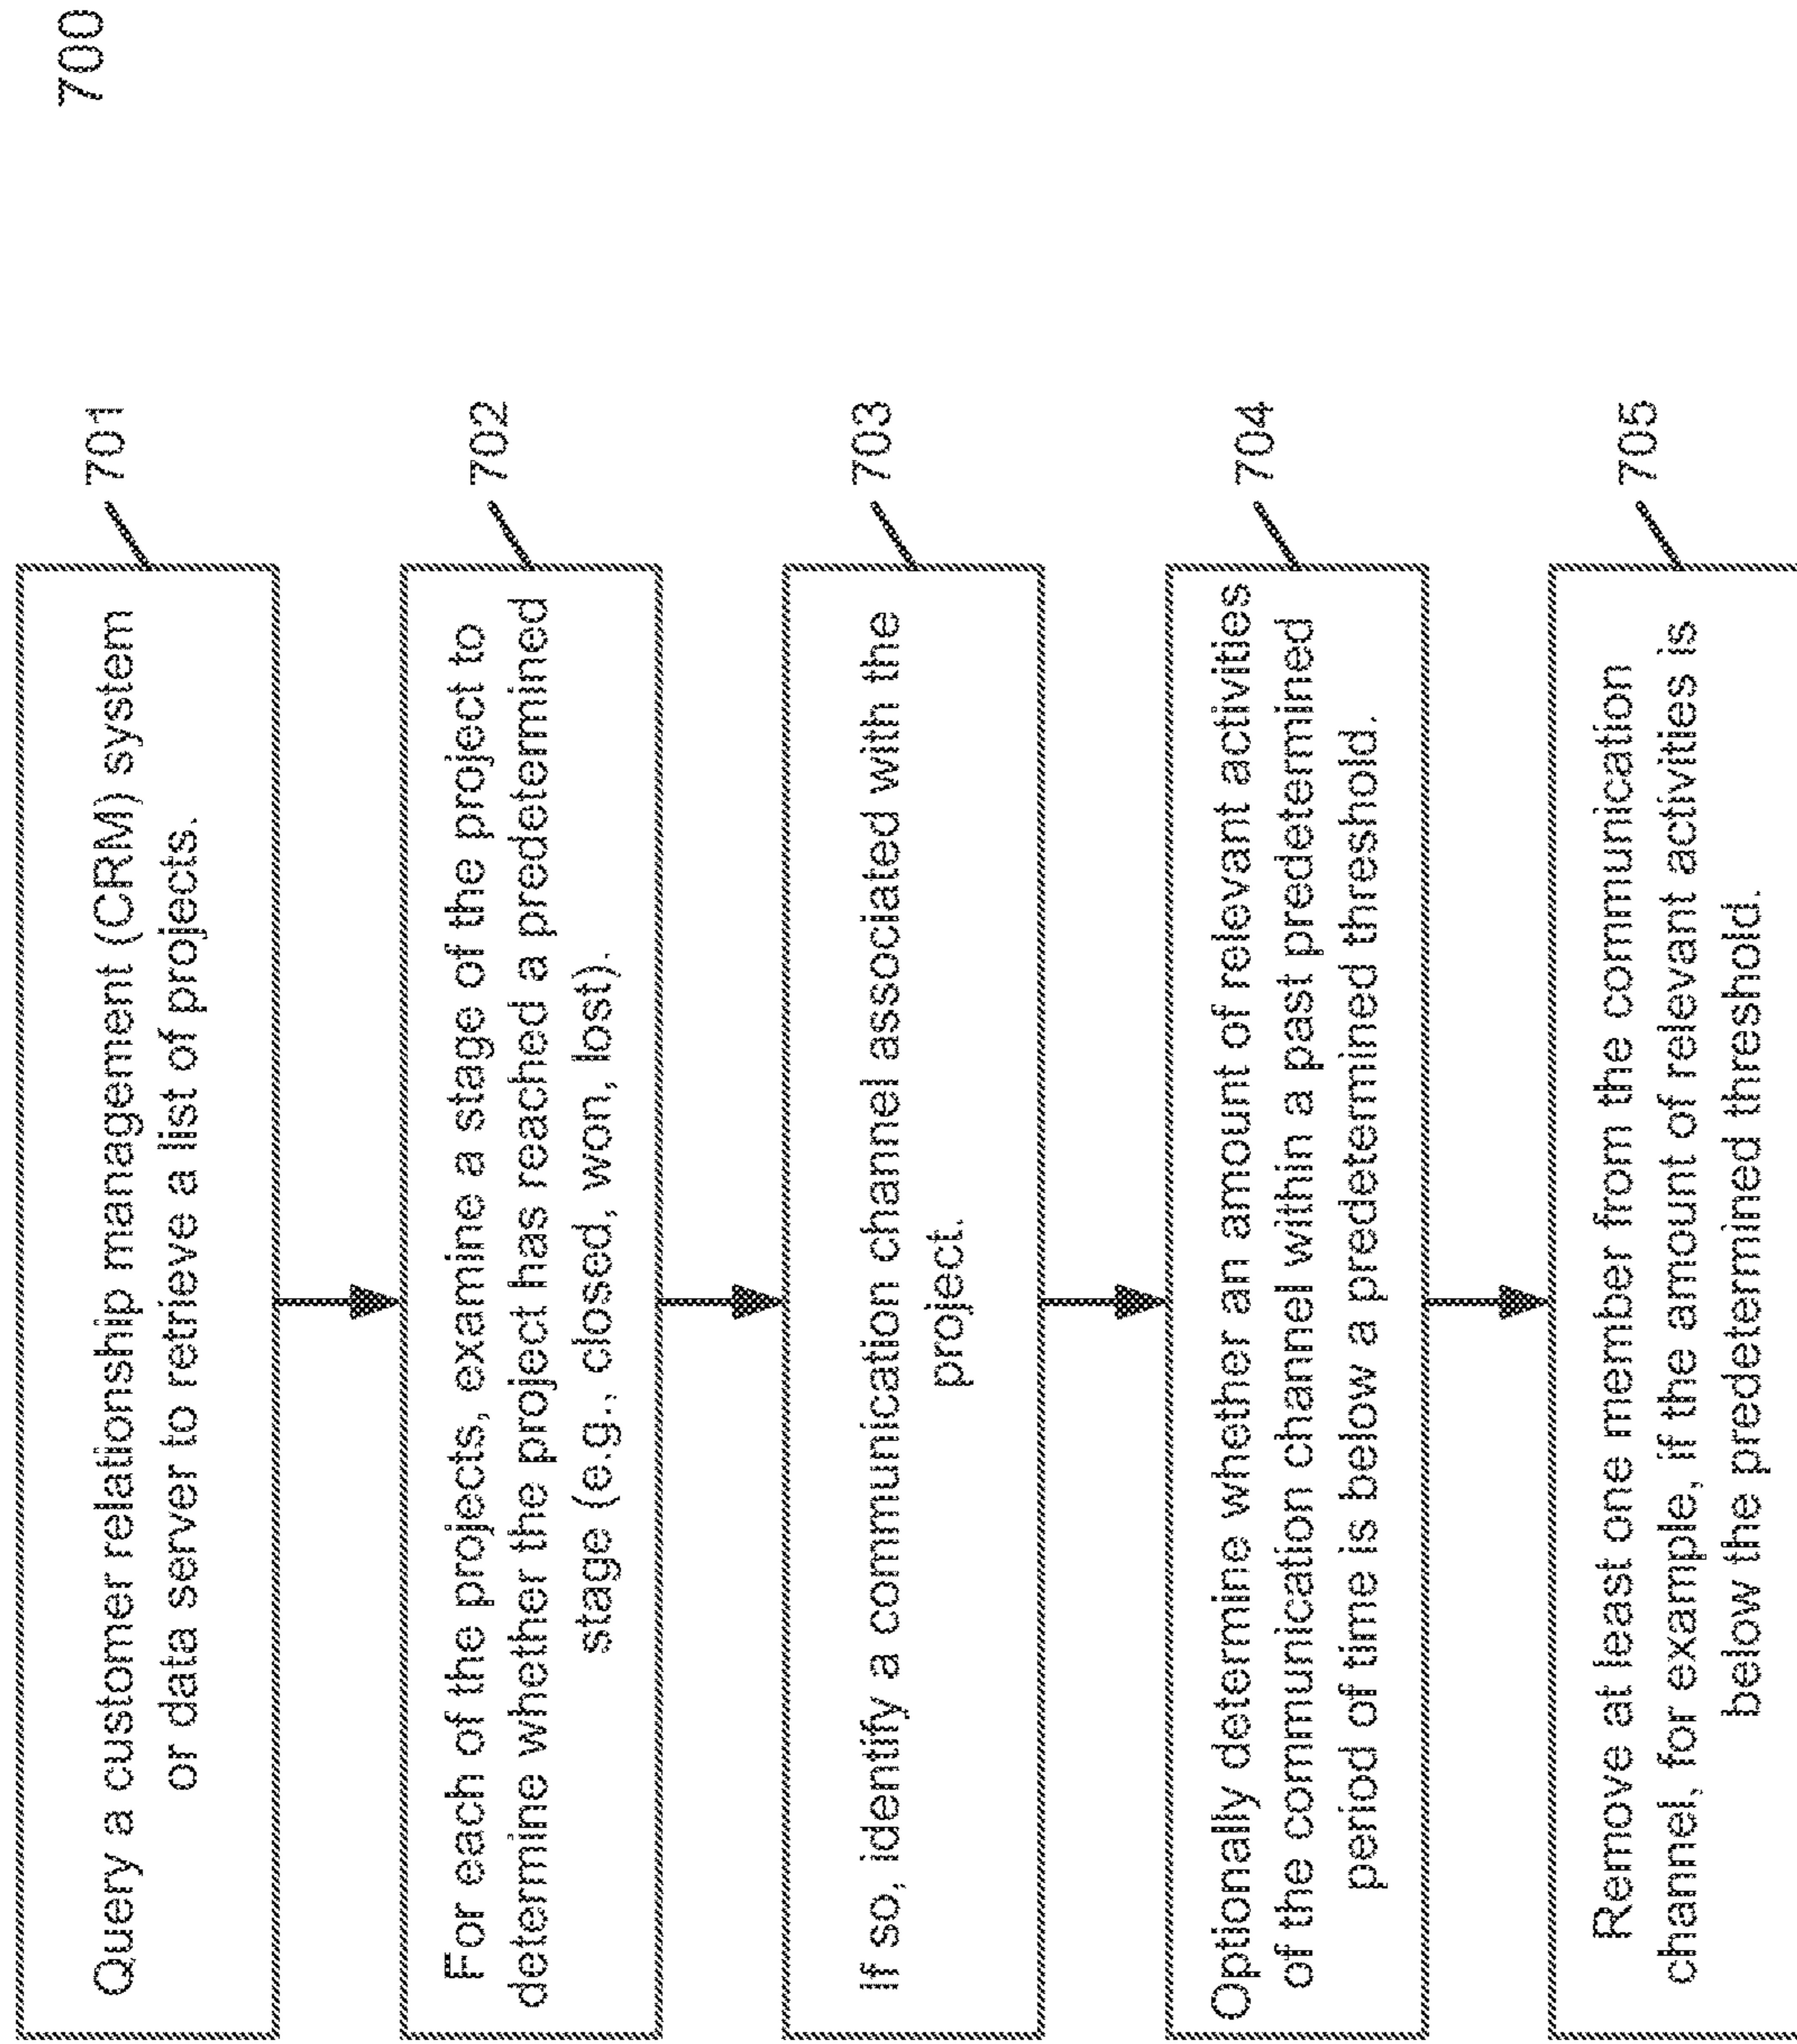 700
Query a customer relationship management (CRM) system
or data server to retrieve a list of projects.
701
For each of the projects, examine a stage of the project to
determine whether the project has reached a predetermined
stage (e.g., closed, won, lost).
702
If so, identify a communication channel associated with the
project.
703
Optionally determine whether an amount of relevant activities
of the communication channel within a past predetermined
period of time is below a predetermined threshold.
704
Remove at least one member from the communication
channel, for example, if the amount of relevant activities is
below the predetermined threshold.
705